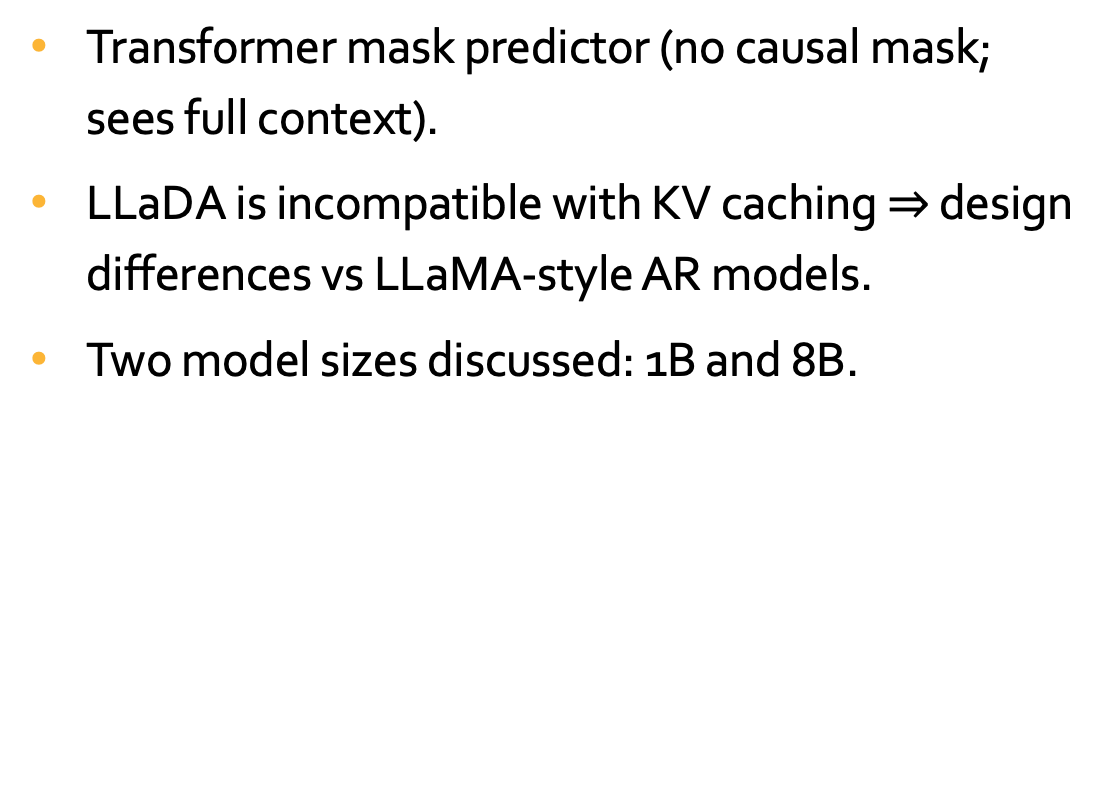 • Transformer mask predictor (no causal mask;
sees full context).
• LLaDA is incompatible with KV caching ⇒ design
differences vs LLaMA-style AR models.
• Two model sizes discussed: 1B and 8B.